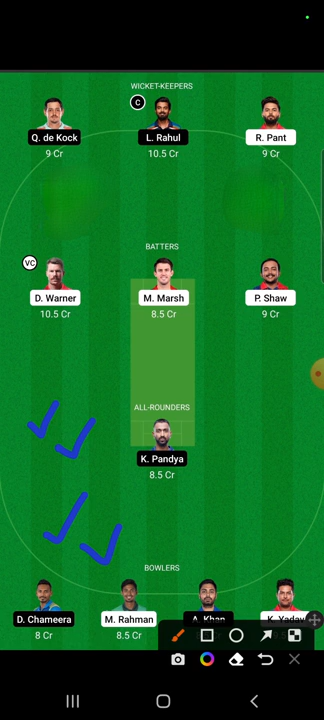 WICKET-KEEPERS
C
Q. de Kock L. Rahul R. Pant
9 Cr 10.5 Cr 9 Cr
BATTERS
VC
D. Warner M. Marsh P. Shaw
10.5 Cr 8.5 Cr 9 Cr
ALL-ROUNDERS
K. Pandya
8.5 Cr
BOWLERS
D. Chameera M. Rahman A. Khan K. Yadav
8 Cr 8.5 Cr